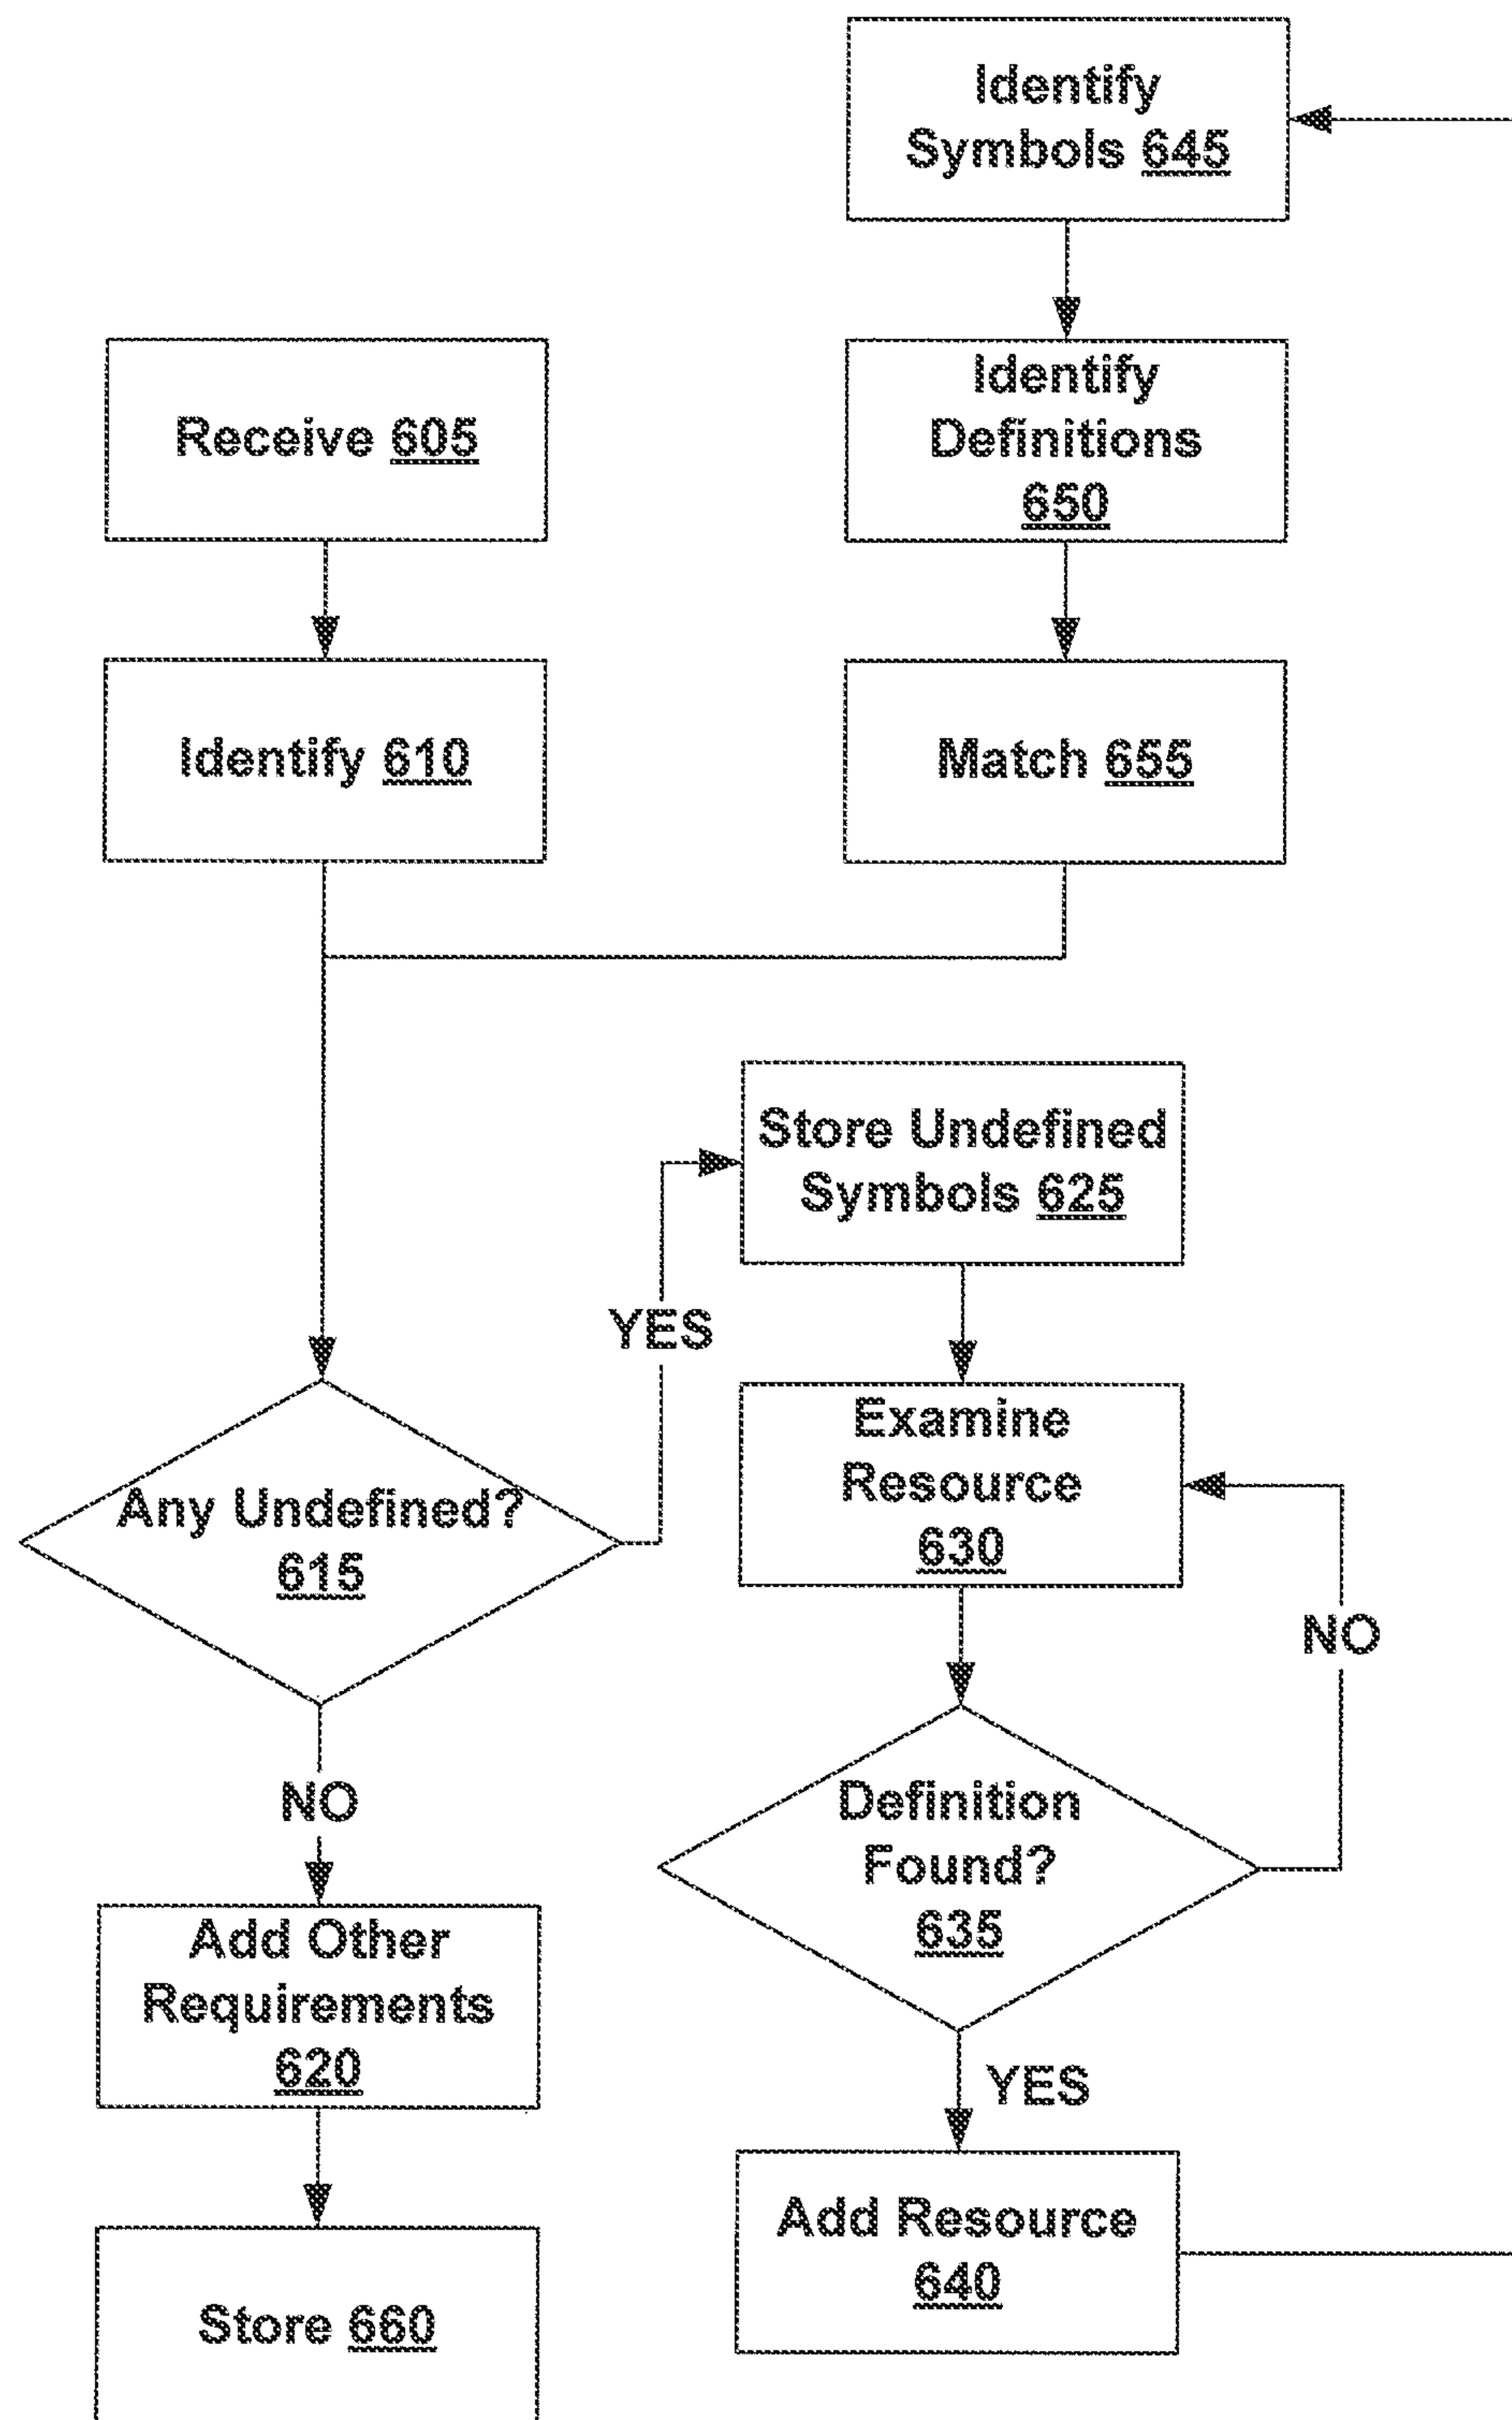 Identify
Symbols 645
Identify
Definitions
650
Receive 605
Identify 610
Match 655
Store Undefined
Symbols 625
YES
Any Undefined?
615
Examine
Resource
630
NO
Definition
Found?
635
NO
Add Other
Requirements
620
YES
Add Resource
640
Store 660